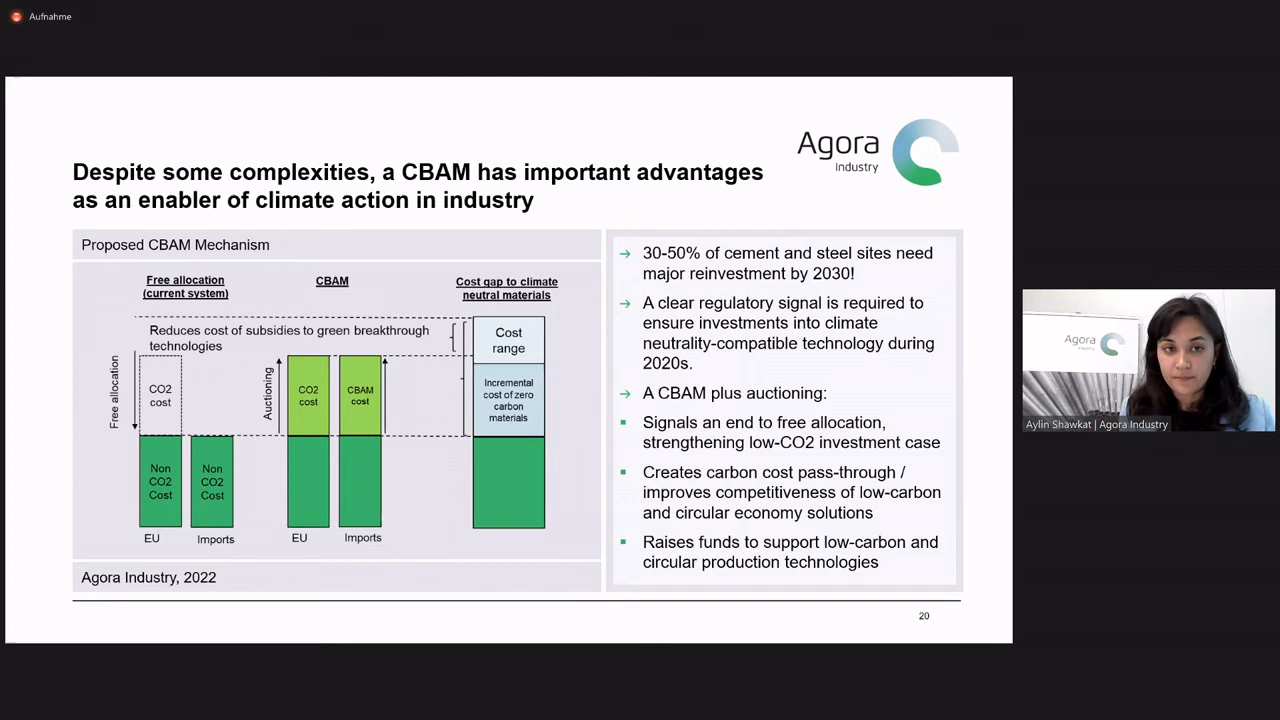 Aufnahme
Agora
Industry
Despite some complexities, a CBAM has important advantages
as an enabler of climate action in industry
Proposed CBAM Mechanism
Free allocation
(current system)
CBAM
Cost gap to climate
neutral materials
Reduces cost of subsidies to green breakthrough
technologies
Cost
range
Free allocation
CO2
cost
Auctioning
CO2
cost
CBAM
cost
Incremental
cost of zero
carbon
materials
Non
CO2
Cost
Non
CO2
Cost
EU
Imports
EU
Imports
Agora Industry, 2022
→ 30-50% of cement and steel sites need
major reinvestment by 2030!
→ A clear regulatory signal is required to
ensure investments into climate
neutrality-compatible technology during
2020s.
→ A CBAM plus auctioning:
▪ Signals an end to free allocation,
strengthening low-CO2 investment case
▪ Creates carbon cost pass-through /
improves competitiveness of low-carbon
and circular economy solutions
▪ Raises funds to support low-carbon and
circular production technologies
20
Agora
Industry
Aylin Shawkat | Agora Industry